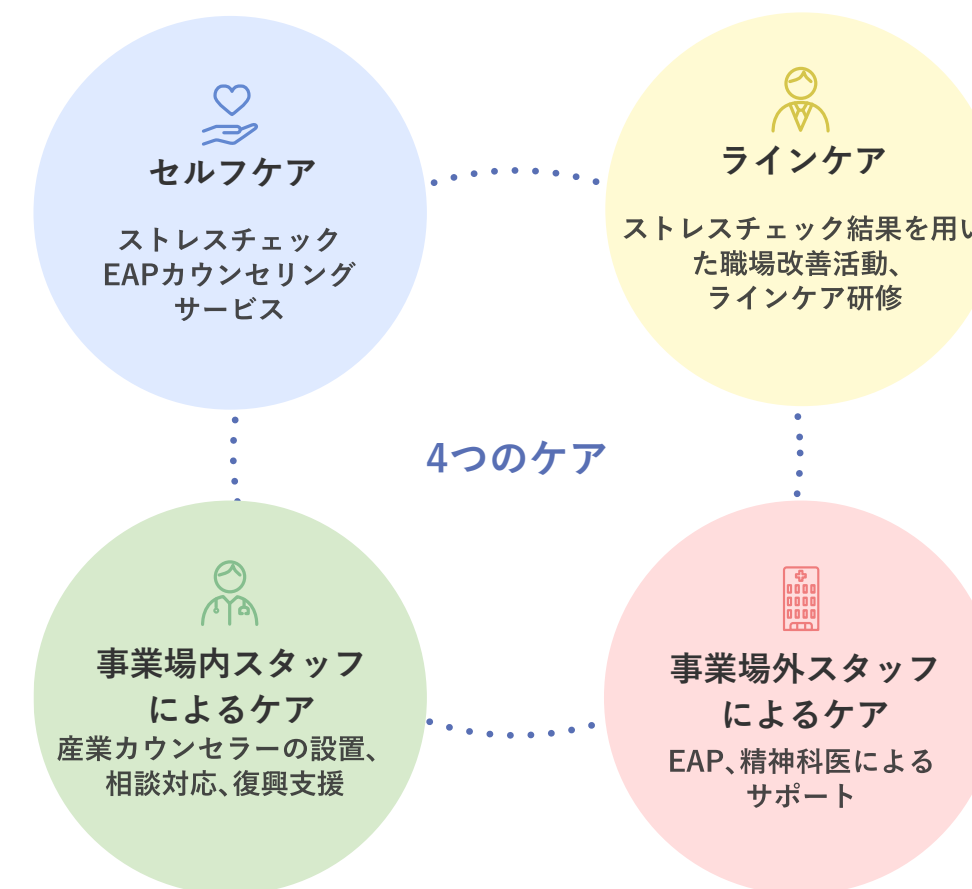 セルフケア
ストレスチェック
EAPカウンセリング
サービス
ラインケア
ストレスチェック結果を用い
た職場改善活動、
ラインケア研修
4つのケア
事業場内スタッフ
によるケア
産業カウンセラーの設置、
相談対応、復興支援
事業場外スタッフ
によるケア
EAP、精神科医による
サポート